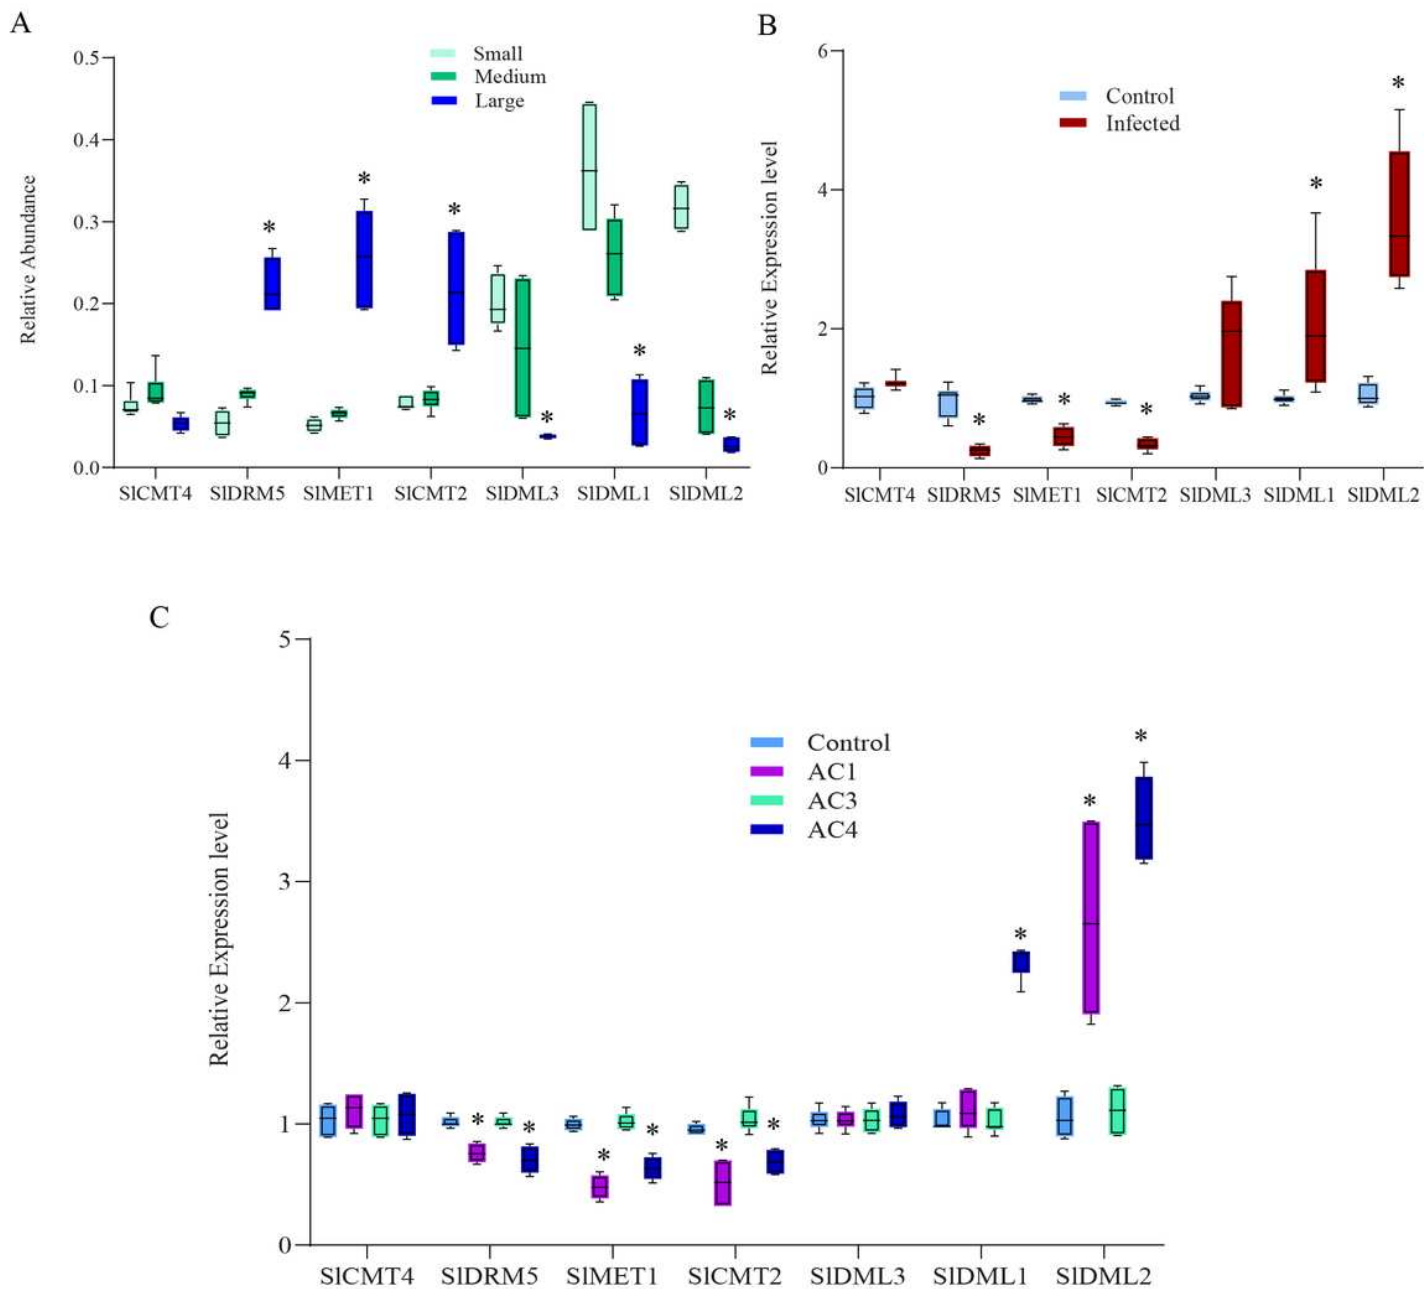 A
Small
Medium
Large
Relative Abundance
0.5
0.4
0.3
0.2
0.1
0.0
* * * * * *
SlCMT4 SlDRM5 SlMET1 SlCMT2 SlDML3 SlDML1 SlDML2
B
Control
Infected
Relative Expression level
6
4
2
0
* * * * *
SlCMT4 SlDRM5 SlMET1 SlCMT2 SlDML3 SlDML1 SlDML2
C
Control
AC1
AC3
AC4
Relative Expression level
5
4
3
2
1
0
* * * * * * * * *
SlCMT4 SlDRM5 SlMET1 SlCMT2 SlDML3 SlDML1 SlDML2